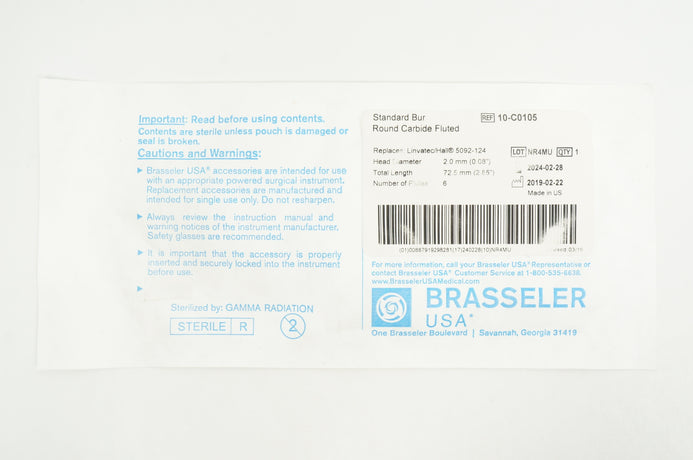 Important: Read before using contents.
Contents are sterile unless pouch is damaged or
seal is broken.
Cautions and Warnings:
▶ Brasseler USA® accessories are intended for use
with an appropriate powered surgical instrument.
Replacement accessories are manufactured and
intended for single use only. Do not resharpen.
▶ Always review the instruction manual and
warning notices of the instrument manufacturer.
Safety glasses are recommended.
▶ It is important that the accessory is properly
inserted and securely locked into the instrument
before use.
▶
Sterilized by: GAMMA RADIATION
STERILE R
2
Standard Bur REF 10-C0105
Round Carbide Fluted
Replaces Linvatec/Hall® 5092-124 LOT NR4MU QTY 1
Head Diameter 2.0 mm (0.08")
Total Length 72.5 mm (2.85")
Number of Flutes 6
2024-02-28
2019-02-22
Made in US
(17)240228(10)NR4MU
For more information, call your Brasseler USA® Representative or
contact Brasseler USA® Customer Service at 1-800-535-6638.
www.BrasselerUSAMedical.com
BRASSELER
USA®
One Brasseler Boulevard | Savannah, Georgia 31419